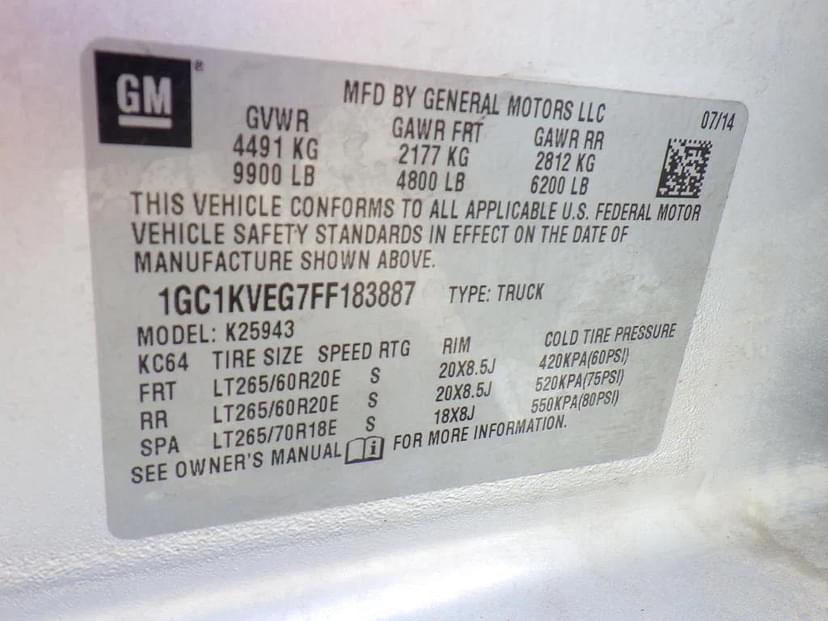 GM ®
MFD BY GENERAL MOTORS LLC 07/14
GVWR GAWR FRT GAWR RR
4491 KG 2177 KG 2812 KG
9900 LB 4800 LB 6200 LB
THIS VEHICLE CONFORMS TO ALL APPLICABLE U.S. FEDERAL MOTOR
VEHICLE SAFETY STANDARDS IN EFFECT ON THE DATE OF
MANUFACTURE SHOWN ABOVE.
1GC1KVEG7FF183887 TYPE: TRUCK
MODEL: K25943
KC64 TIRE SIZE SPEED RTG RIM COLD TIRE PRESSURE
FRT LT265/60R20E S 20X8.5J 420KPA(60PSI)
RR LT265/60R20E S 20X8.5J 520KPA(75PSI)
SPA LT265/70R18E S 18X8J 550KPA(80PSI)
SEE OWNER'S MANUAL i FOR MORE INFORMATION.